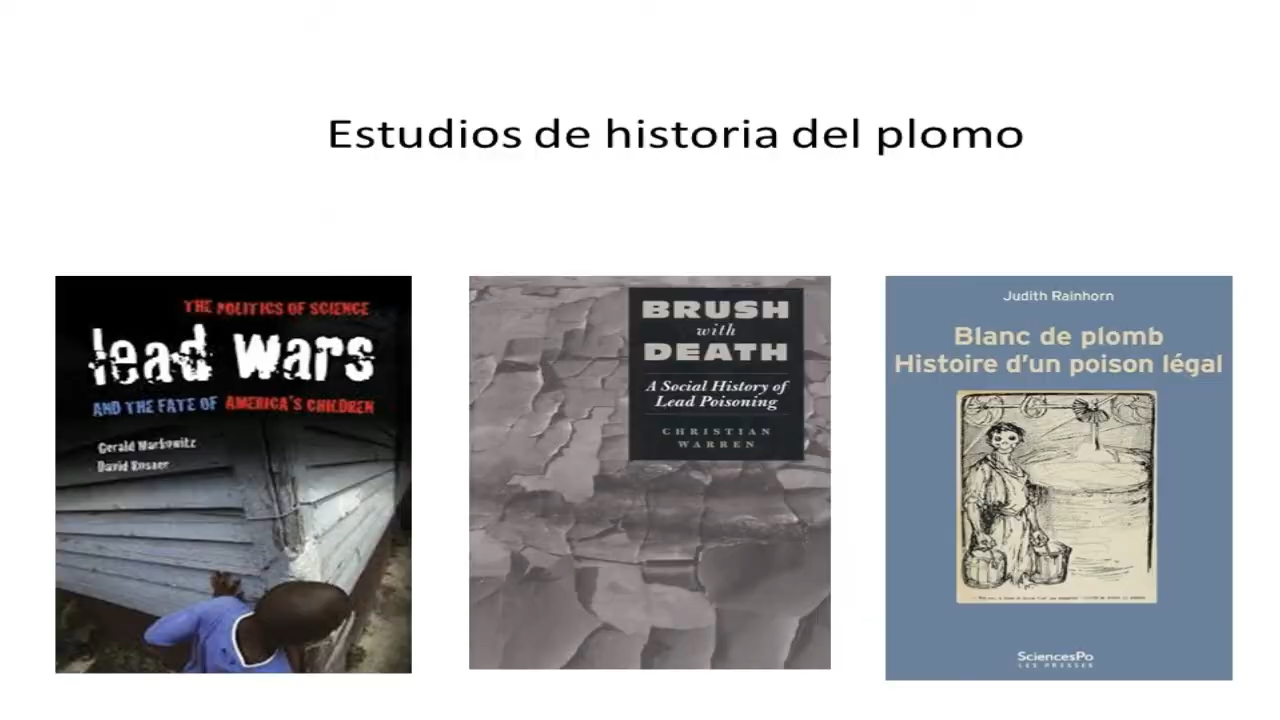 Estudios de historia del plomo
THE POLITICS OF SCIENCE
lead wars
AND THE FATE OF AMERICA'S CHILDREN
Gerald Markowitz
David Rosner
BRUSH
with
DEATH
A Social History of
Lead Poisoning
CHRISTIAN
WARREN
Judith Rainhorn
Blanc de plomb
Histoire d'un poison légal
SciencesPo
LES PRESSES